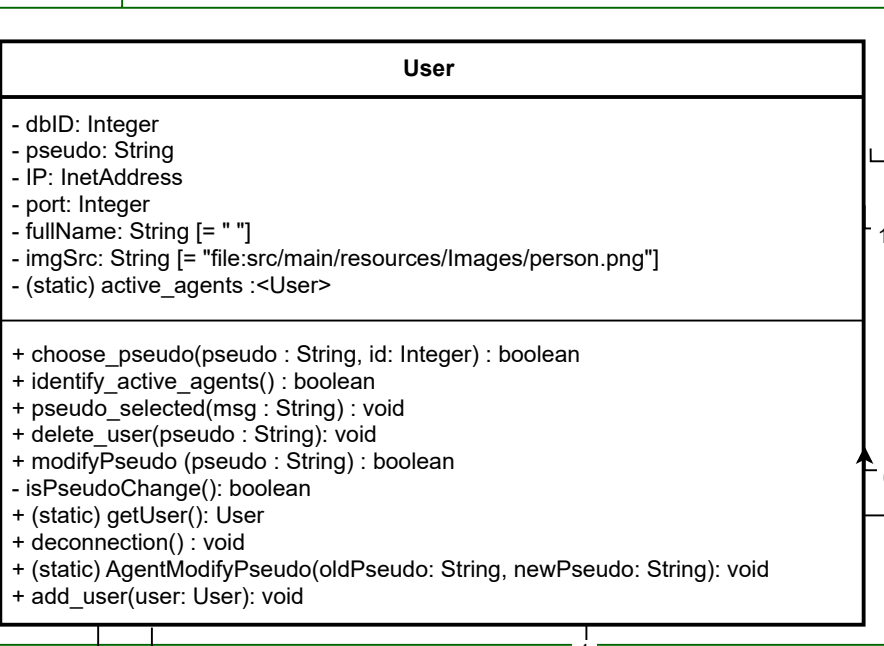 User
- dbID: Integer
- pseudo: String
- IP: InetAddress
- port: Integer
- fullName: String [= " "]
- imgSrc: String [= "file:src/main/resources/Images/person.png"]
- (static) active_agents :<User>
+ choose_pseudo(pseudo : String, id: Integer) : boolean
+ identify_active_agents() : boolean
+ pseudo_selected(msg : String) : void
+ delete_user(pseudo : String): void
+ modifyPseudo (pseudo : String) : boolean
- isPseudoChange(): boolean
+ (static) getUser(): User
+ deconnection() : void
+ (static) AgentModifyPseudo(oldPseudo: String, newPseudo: String): void
+ add_user(user: User): void